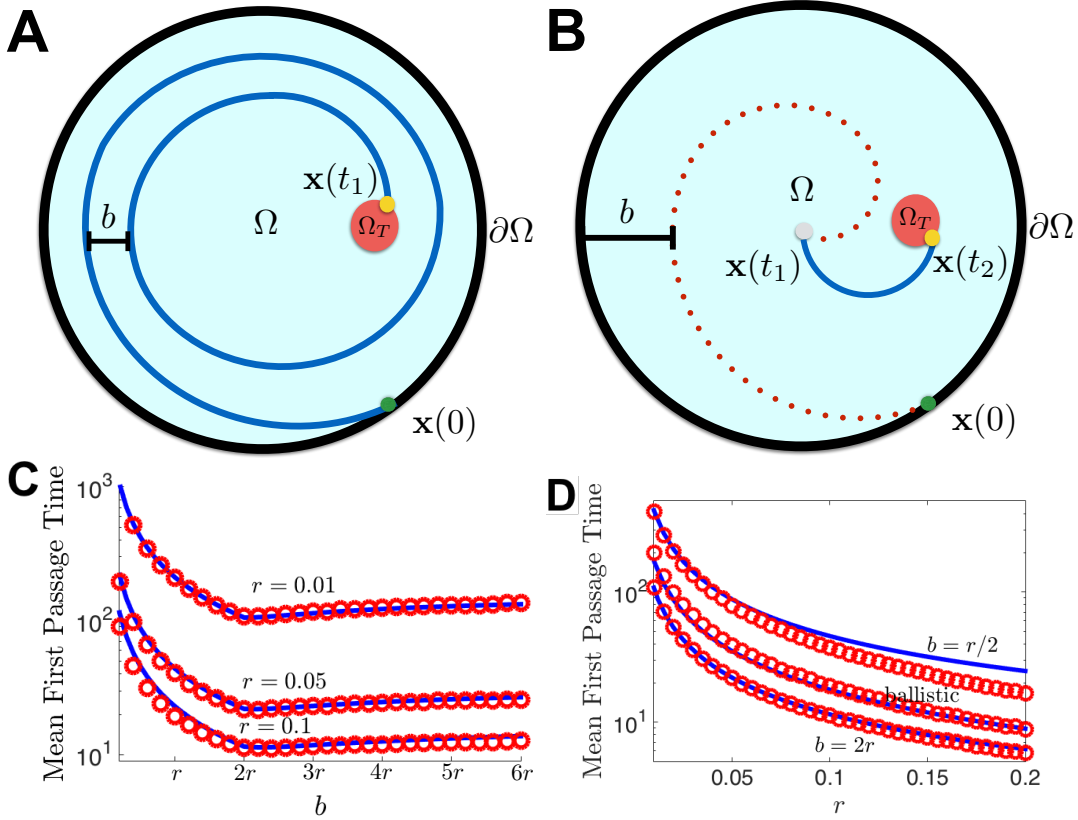 A
B
x(t₁)
b
Ω
Ω_T
∂Ω
x(0)
b
Ω
Ω_T
∂Ω
x(t₁)
x(t₂)
x(0)
C
Mean First Passage Time
10³
10²
10¹
r = 0.01
r = 0.05
r = 0.1
r 2r 3r 4r 5r 6r
b
D
Mean First Passage Time
10²
10¹
b = r/2
ballistic
b = 2r
0.05 0.1 0.15 0.2
r